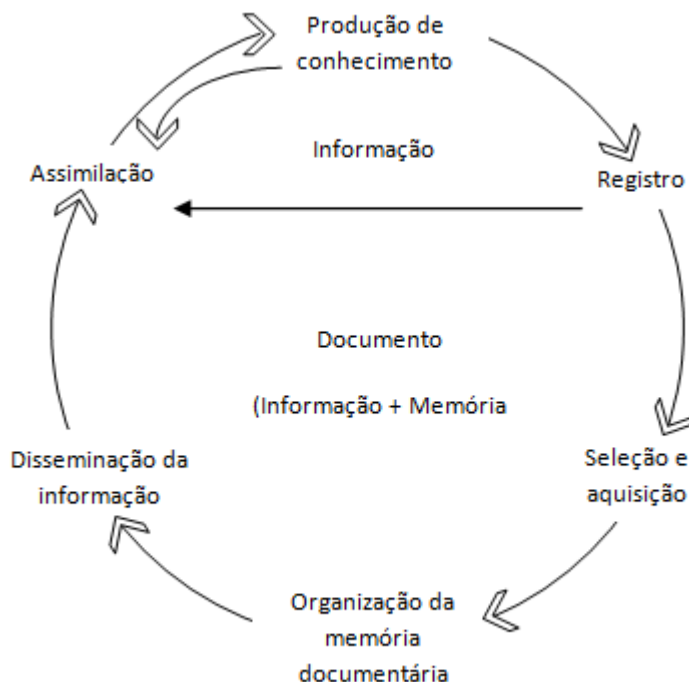 Produção de
conhecimento
Informação
Assimilação
Registro
Documento
(Informação + Memória
Disseminação da
informação
Seleção e
aquisição
Organização da
memória
documentária